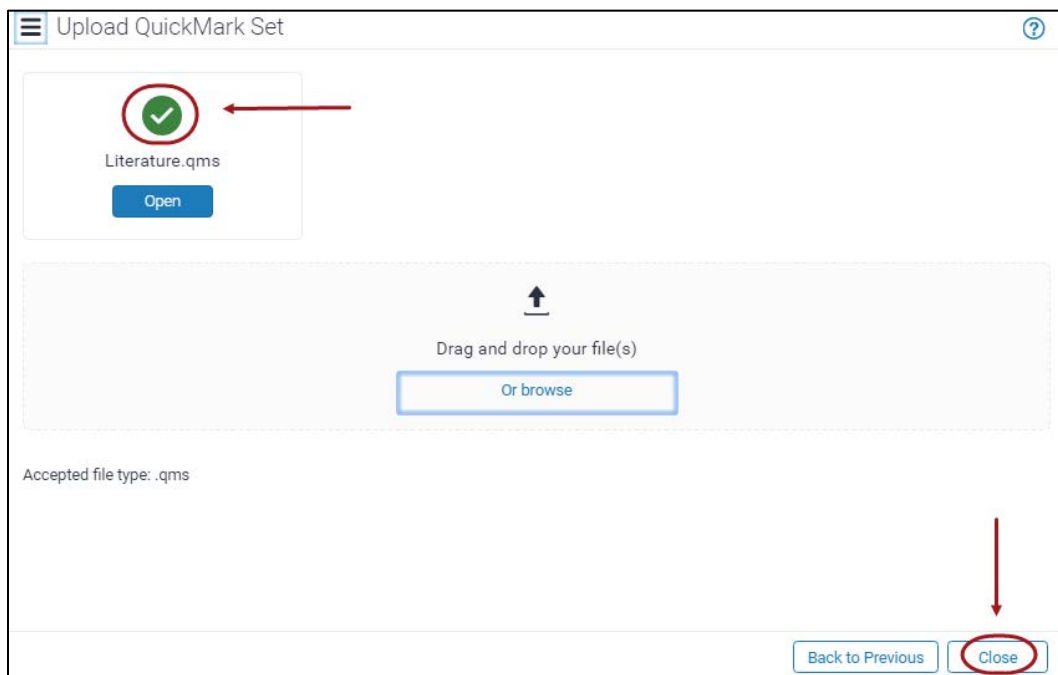 Upload QuickMark Set
?
Literature.qms
Open
Drag and drop your file(s)
Or browse
Accepted file type: .qms
Back to Previous
Close